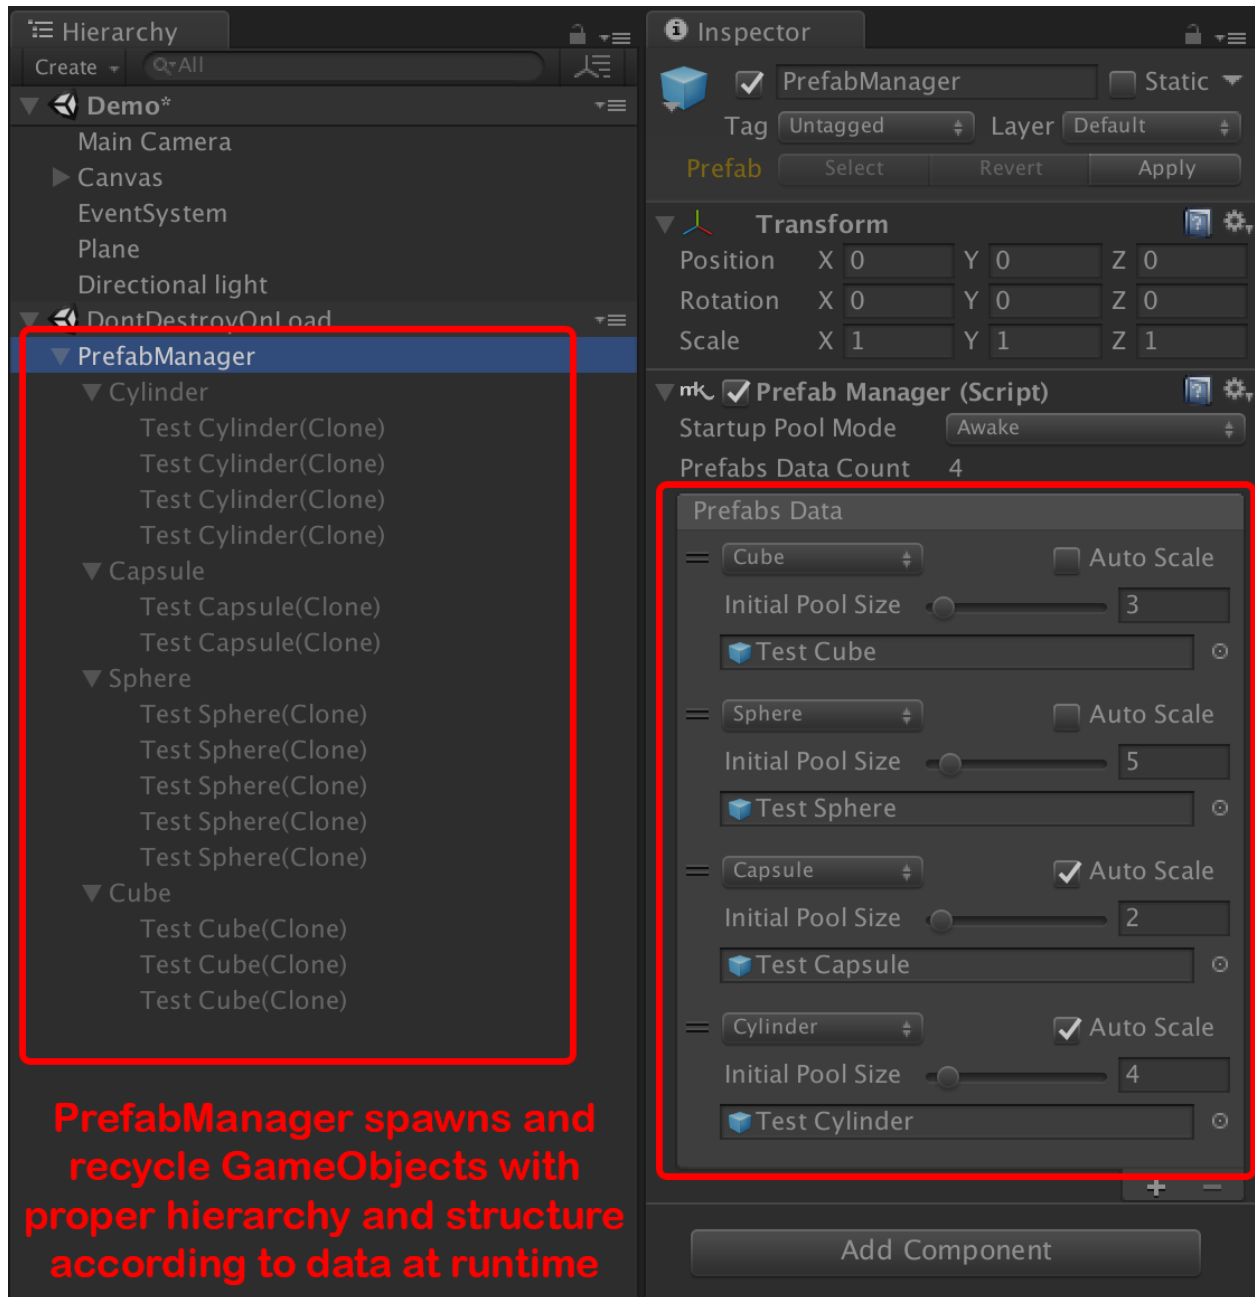 Hierarchy
Create All
Demo*
Main Camera
Canvas
EventSystem
Plane
Directional light
DontDestroyOnLoad
PrefabManager
Cylinder
Test Cylinder(Clone)
Test Cylinder(Clone)
Test Cylinder(Clone)
Test Cylinder(Clone)
Capsule
Test Capsule(Clone)
Test Capsule(Clone)
Sphere
Test Sphere(Clone)
Test Sphere(Clone)
Test Sphere(Clone)
Test Sphere(Clone)
Test Sphere(Clone)
Cube
Test Cube(Clone)
Test Cube(Clone)
Test Cube(Clone)
PrefabManager spawns and
recycle GameObjects with
proper hierarchy and structure
according to data at runtime
Inspector
PrefabManager Static
Tag Untagged Layer Default
Prefab Select Revert Apply
Transform
Position X 0 Y 0 Z 0
Rotation X 0 Y 0 Z 0
Scale X 1 Y 1 Z 1
mk Prefab Manager (Script)
Startup Pool Mode Awake
Prefabs Data Count 4
Prefabs Data
Cube Auto Scale
Initial Pool Size 3
Test Cube
Sphere Auto Scale
Initial Pool Size 5
Test Sphere
Capsule Auto Scale
Initial Pool Size 2
Test Capsule
Cylinder Auto Scale
Initial Pool Size 4
Test Cylinder
Add Component